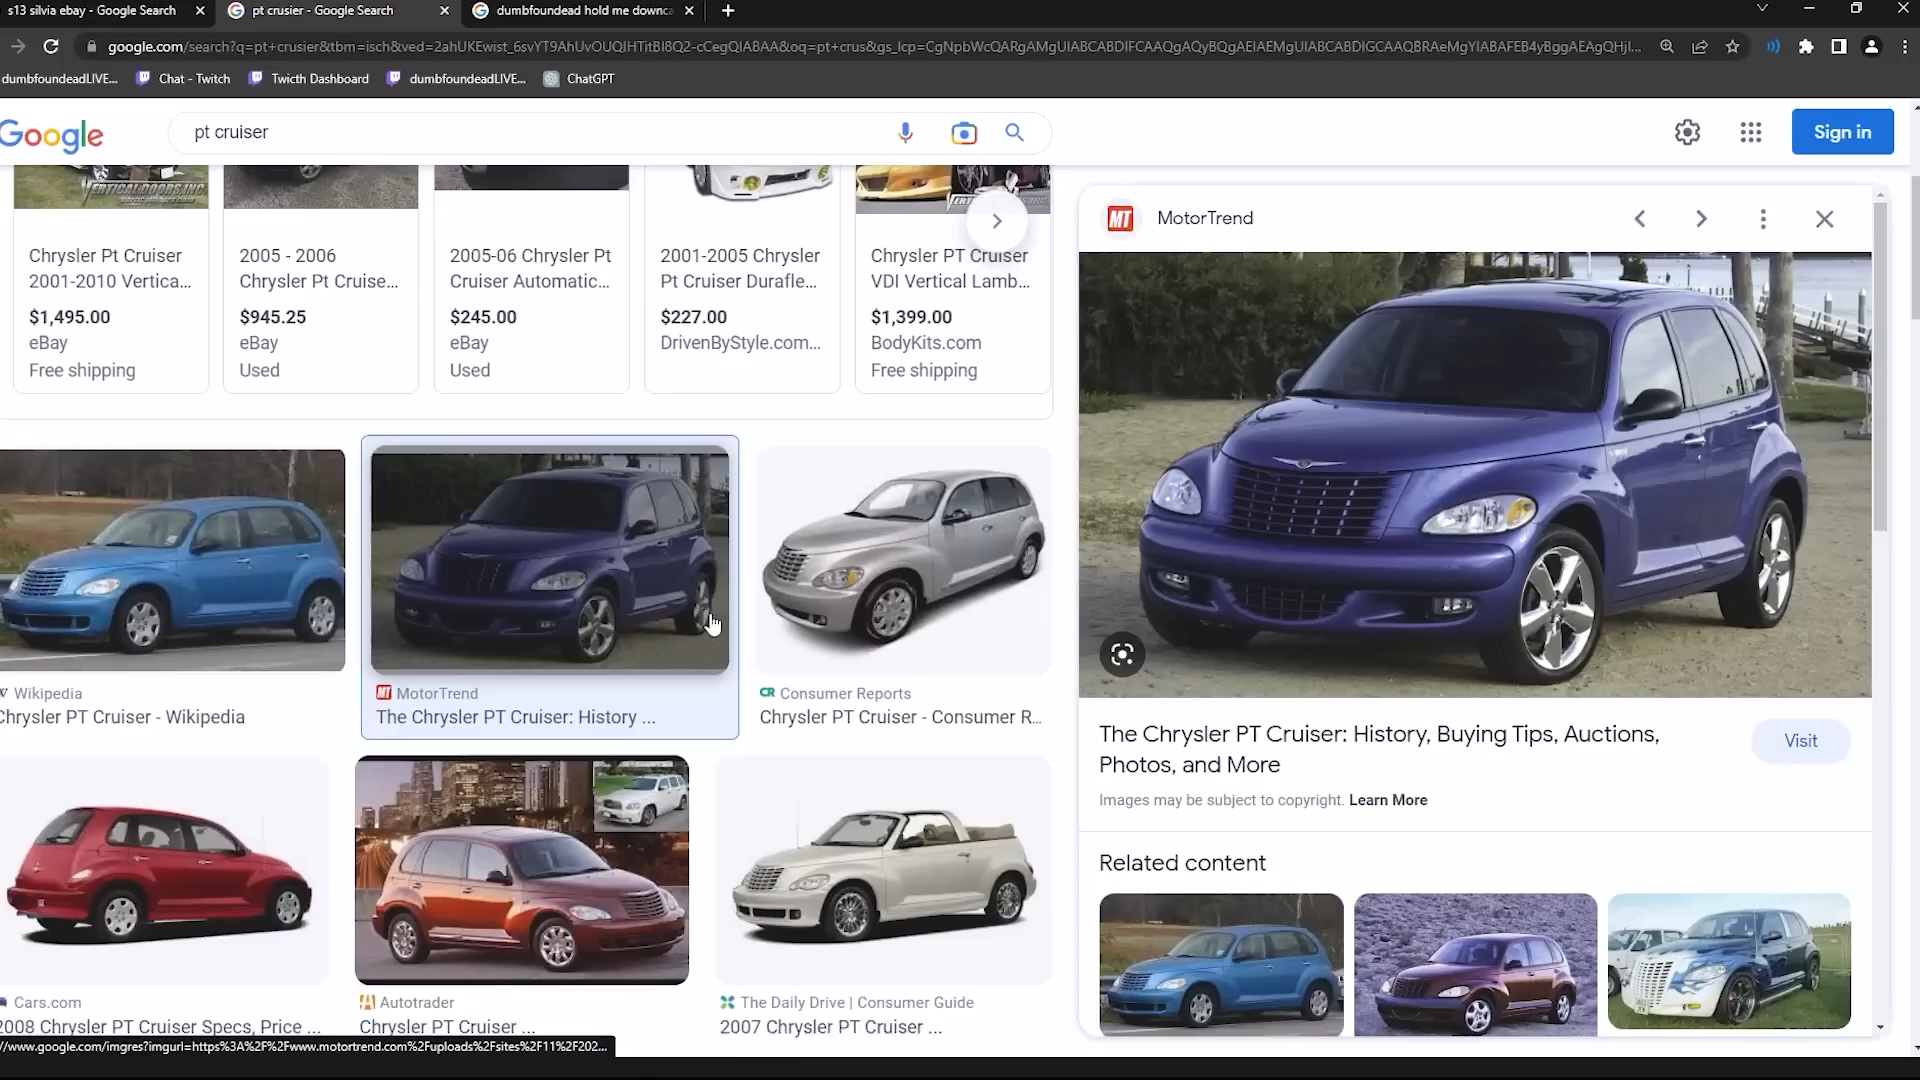 s13 silvia ebay - Google Search
pt crusier - Google Search
dumbfoundead hold me downca
google.com/search?q=pt+crusier&tbm=isch&ved=2ahUKEwist_6svYT9AhUvOUQIHTitBI8Q2-cCegQIABAA&oq=pt+crus&gs_lcp=CgNpbWcQARgAMgUIABCABDIFCAAQgAQyBQgAEIAEMgUIABCABDIGCAAQBRAeMgYIABAFEB4yBggAEAgQHjI...
dumbfoundeadLIVE...
Chat - Twitch
Twicth Dashboard
dumbfoundeadLIVE...
ChatGPT
Google
pt cruiser
Sign in
VERTICALDOORS,INC
Chrysler Pt Cruiser
2001-2010 Vertica...
$1,495.00
eBay
Free shipping
2005 - 2006
Chrysler Pt Cruise...
$945.25
eBay
Used
2005-06 Chrysler Pt
Cruiser Automatic...
$245.00
eBay
Used
2001-2005 Chrysler
Pt Cruiser Durafle...
$227.00
DrivenByStyle.com...
Chrysler PT Cruiser
VDI Vertical Lamb...
$1,399.00
BodyKits.com
Free shipping
W Wikipedia
Chrysler PT Cruiser - Wikipedia
MT MotorTrend
The Chrysler PT Cruiser: History ...
CR Consumer Reports
Chrysler PT Cruiser - Consumer R...
Cars.com
2008 Chrysler PT Cruiser Specs, Price ...
Autotrader
Chrysler PT Cruiser ...
The Daily Drive | Consumer Guide
2007 Chrysler PT Cruiser ...
//www.google.com/imgres?imgurl=https%3A%2F%2Fwww.motortrend.com%2Fuploads%2Fsites%2F11%2F202...
MT MotorTrend
The Chrysler PT Cruiser: History, Buying Tips, Auctions,
Photos, and More
Visit
Images may be subject to copyright. Learn More
Related content